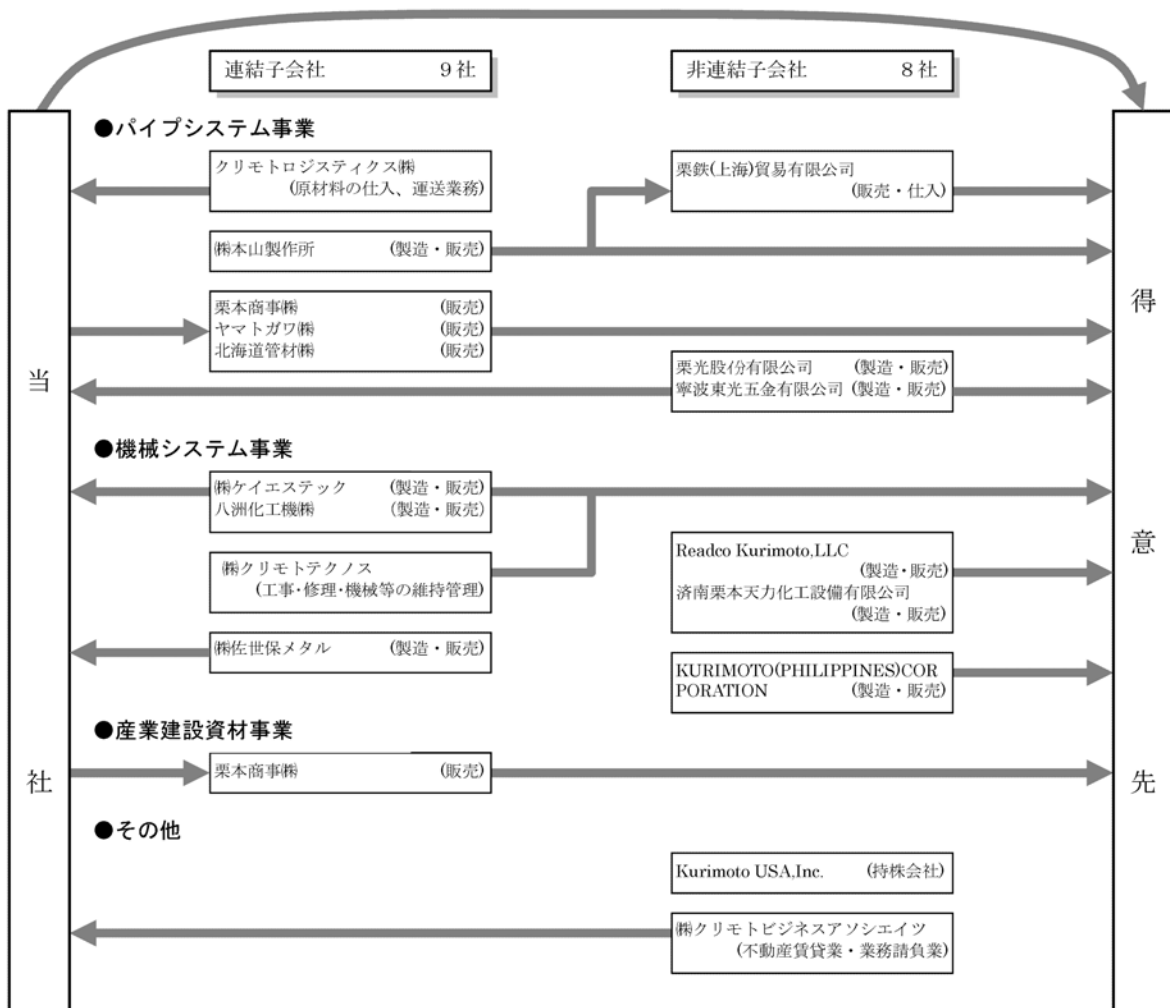 連結子会社 9社
非連結子会社 8社
●パイプシステム事業
クリモトロジスティクス㈱
(原材料の仕入、運送業務)
栗鉄(上海)貿易有限公司
(販売・仕入)
㈱本山製作所 (製造・販売)
栗本商事㈱ (販売)
ヤマトガワ㈱ (販売)
北海道管材㈱ (販売)
栗光股份有限公司 (製造・販売)
寧波東光五金有限公司 (製造・販売)
●機械システム事業
㈱ケイエステック (製造・販売)
八洲化工機㈱ (製造・販売)
㈱クリモトテクノス
(工事・修理・機械等の維持管理)
Readco Kurimoto,LLC
(製造・販売)
済南栗本天力化工設備有限公司
(製造・販売)
㈱佐世保メタル (製造・販売)
KURIMOTO(PHILIPPINES)COR
PORATION (製造・販売)
●産業建設資材事業
栗本商事㈱ (販売)
●その他
Kurimoto USA,Inc. (持株会社)
㈱クリモトビジネスアソシエイツ
(不動産賃貸業・業務請負業)
当社
得意先